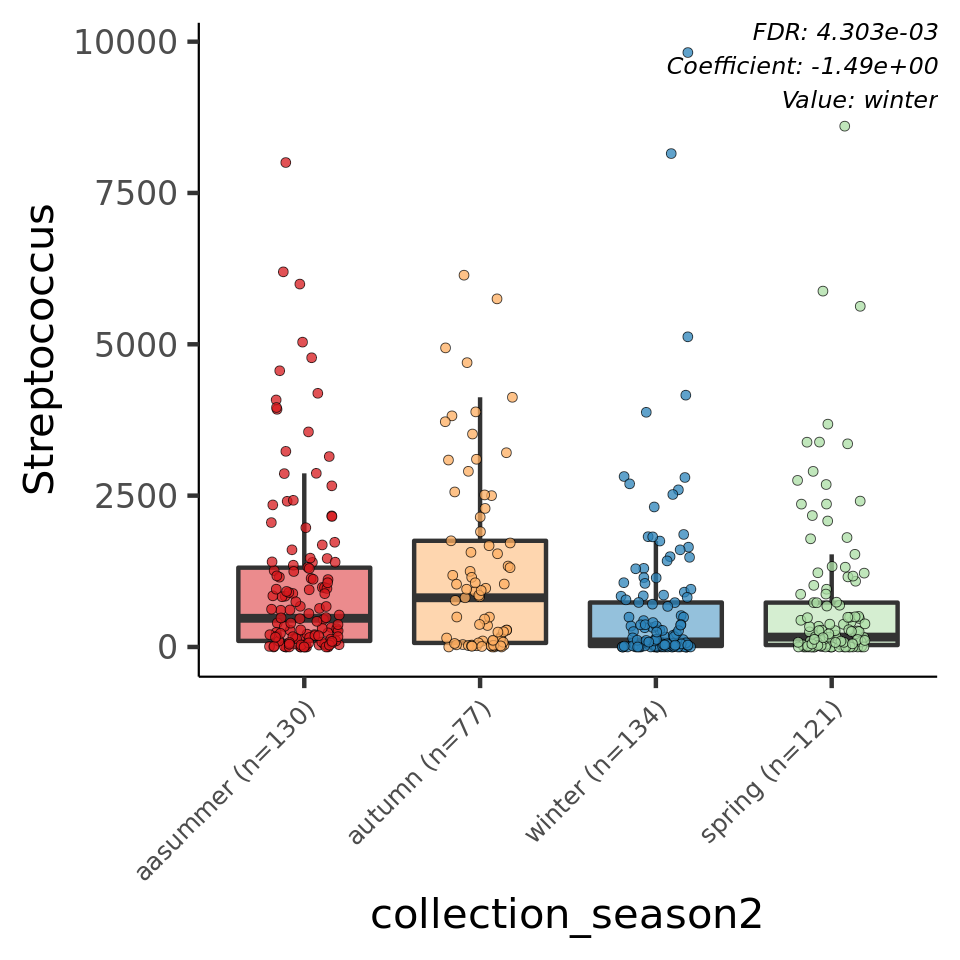 FDR: 4.303e-03
Coefficient: -1.49e+00
Value: winter
10000
7500
5000
2500
0
Streptococcus
aasummer (n=130)
autumn (n=77)
winter (n=134)
spring (n=121)
collection_season2